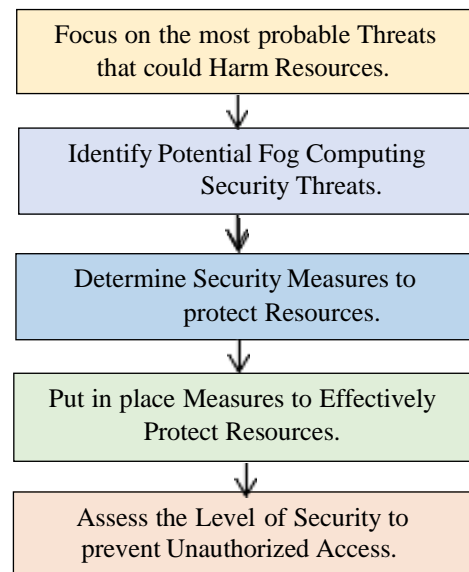 Focus on the most probable Threats
that could Harm Resources.
Identify Potential Fog Computing
Security Threats.
Determine Security Measures to
protect Resources.
Put in place Measures to Effectively
Protect Resources.
Assess the Level of Security to
prevent Unauthorized Access.